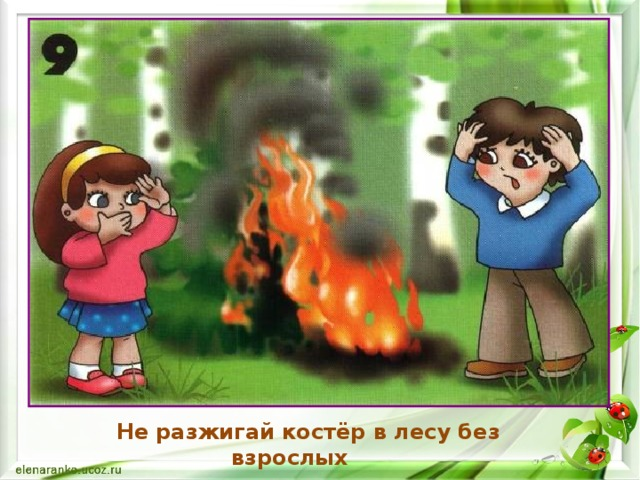 9
Не разжигай костёр в лесу без
взрослых
elenaranko.ucoz.ru